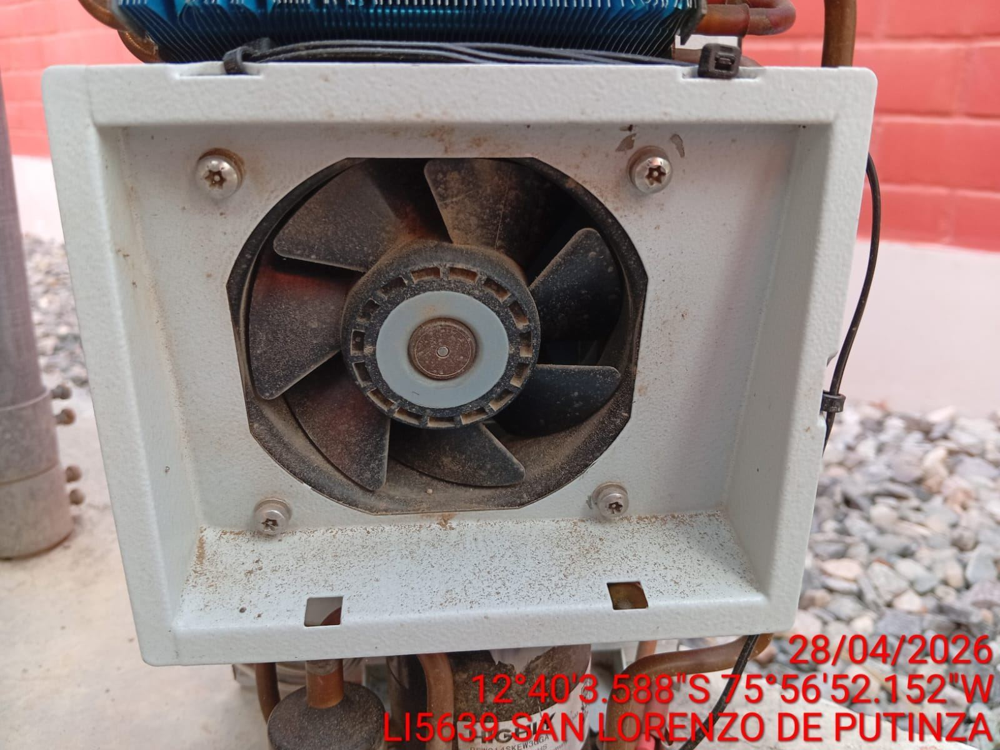 28/04/2026
12°40'3.588"S 75°56'52.152"W
LI5639 SAN LORENZO DE PUTINZA